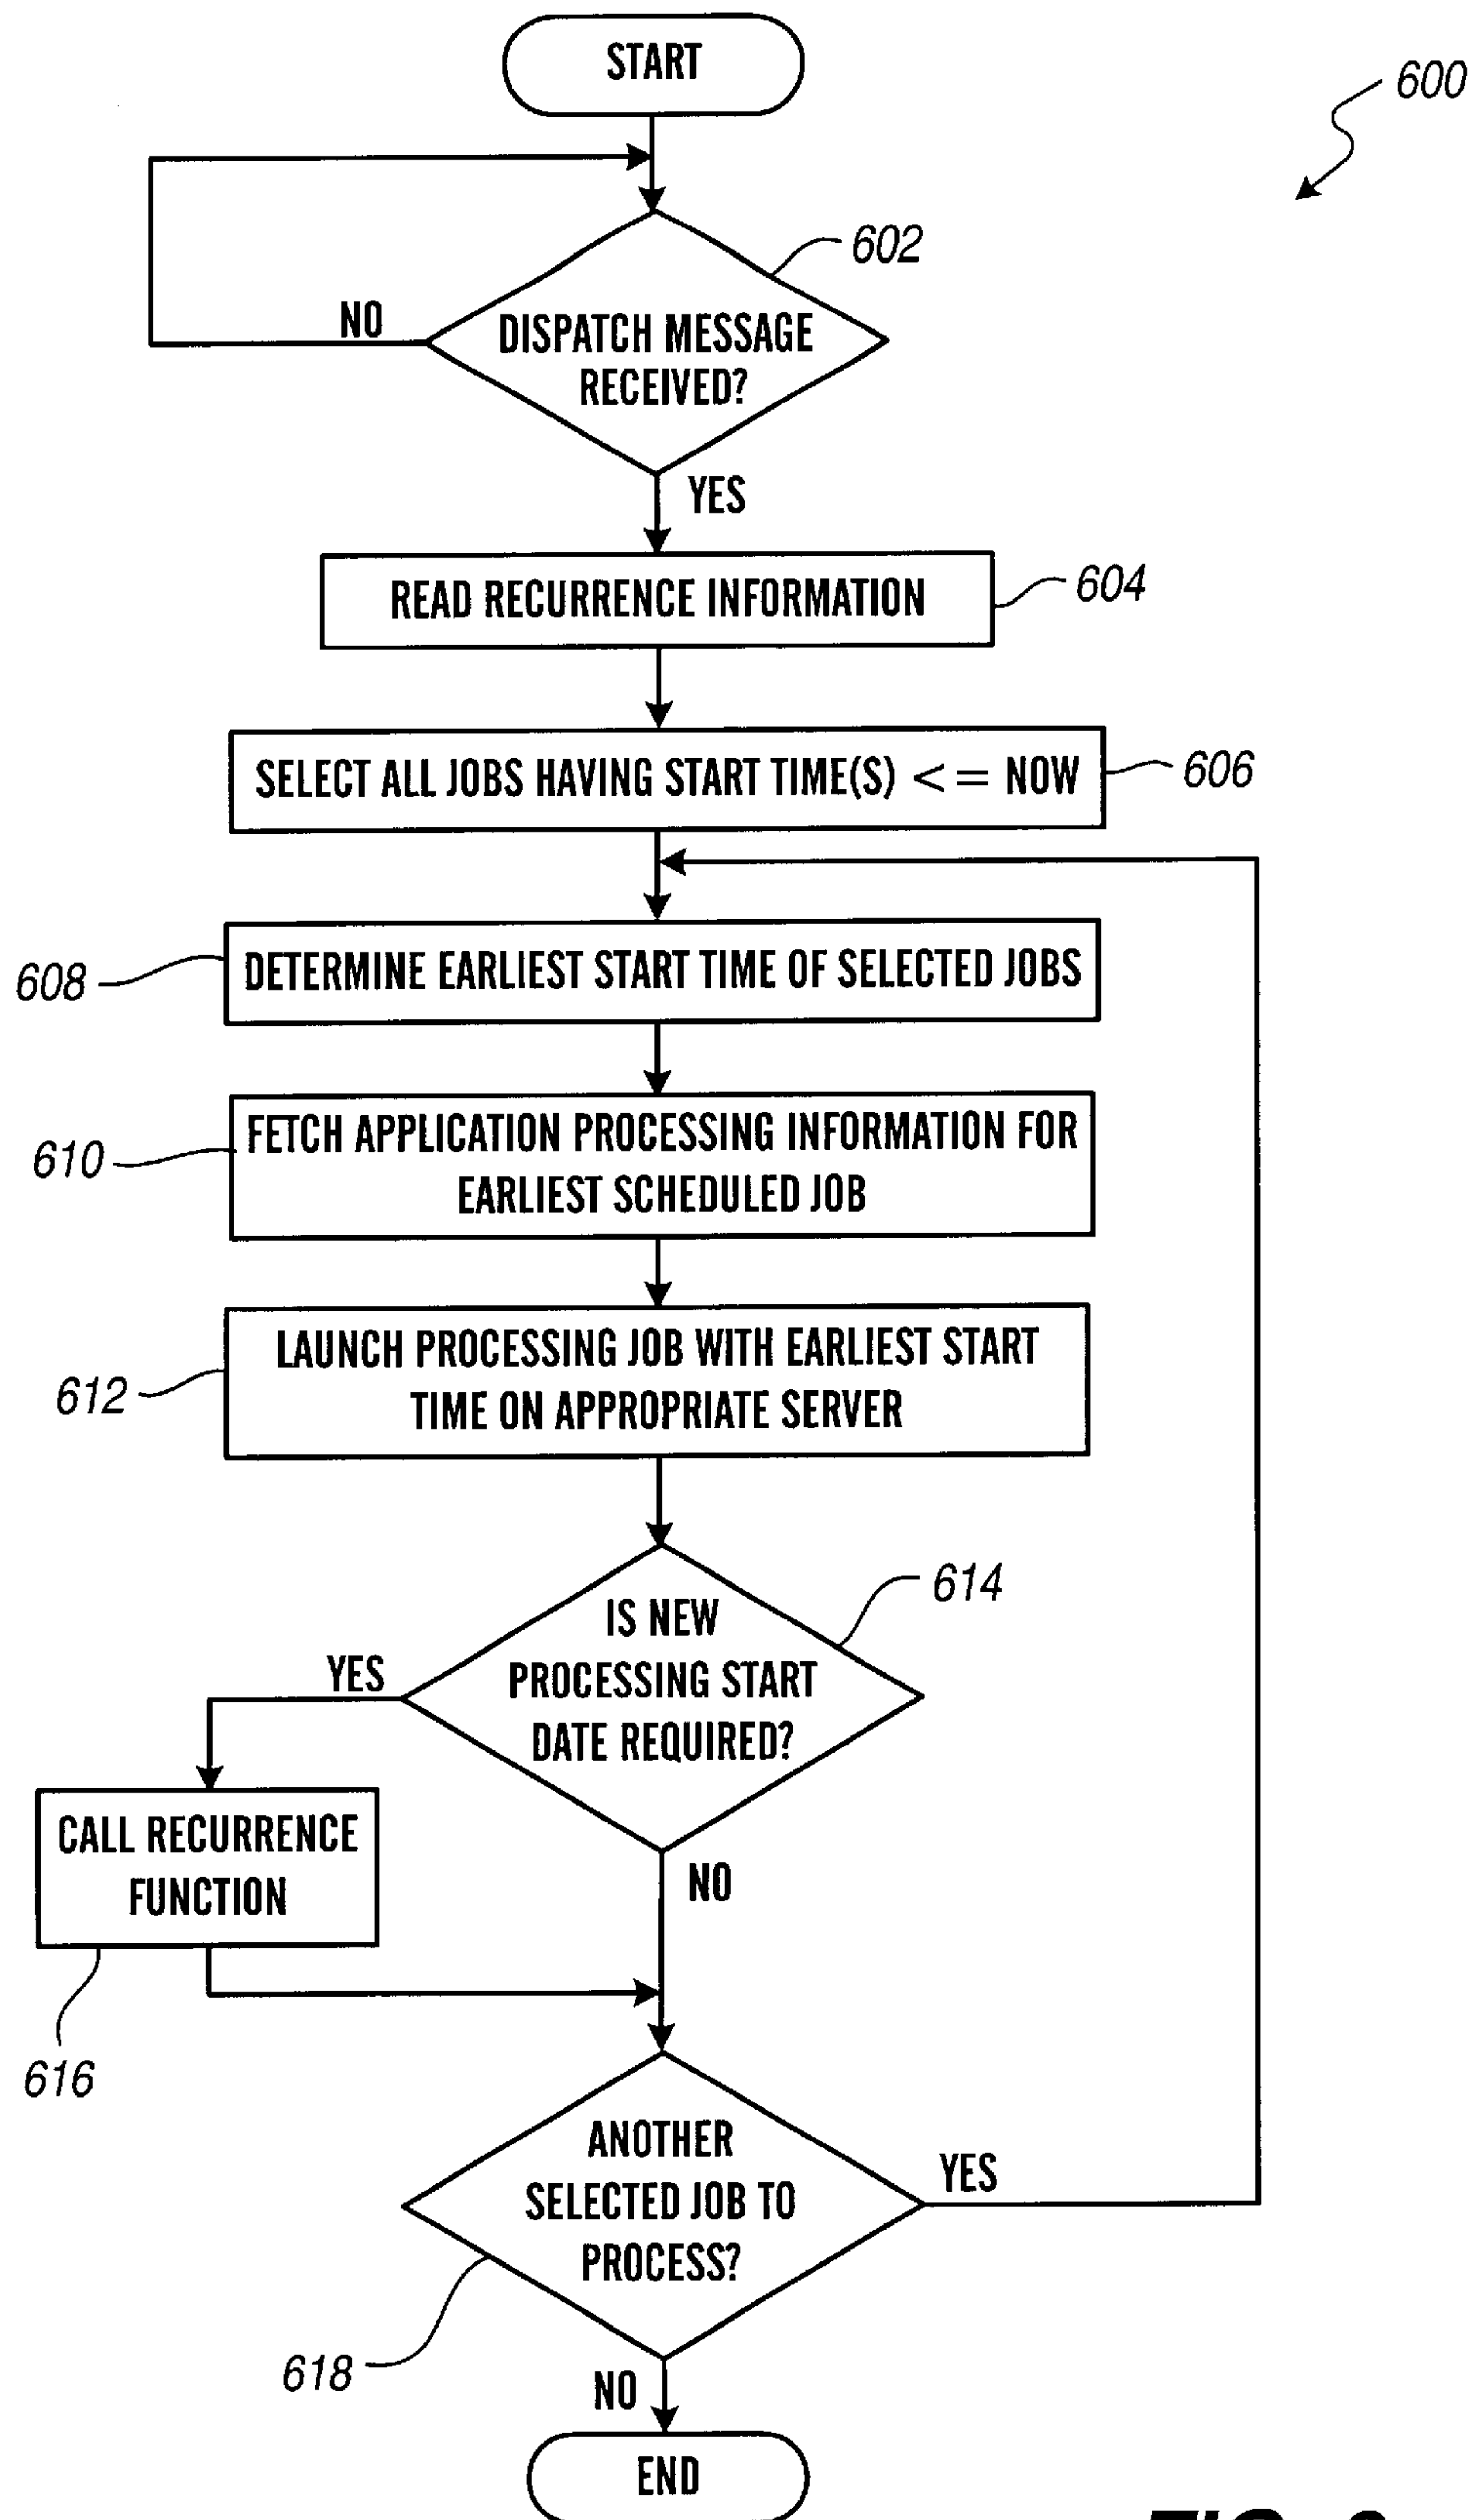 START
600
602
NO
DISPATCH MESSAGE
RECEIVED?
YES
READ RECURRENCE INFORMATION
604
SELECT ALL JOBS HAVING START TIME(S) < = NOW
606
608
DETERMINE EARLIEST START TIME OF SELECTED JOBS
610
FETCH APPLICATION PROCESSING INFORMATION FOR
EARLIEST SCHEDULED JOB
612
LAUNCH PROCESSING JOB WITH EARLIEST START
TIME ON APPROPRIATE SERVER
614
IS NEW
PROCESSING START
DATE REQUIRED?
YES
NO
CALL RECURRENCE
FUNCTION
616
ANOTHER
SELECTED JOB TO
PROCESS?
YES
618
NO
END